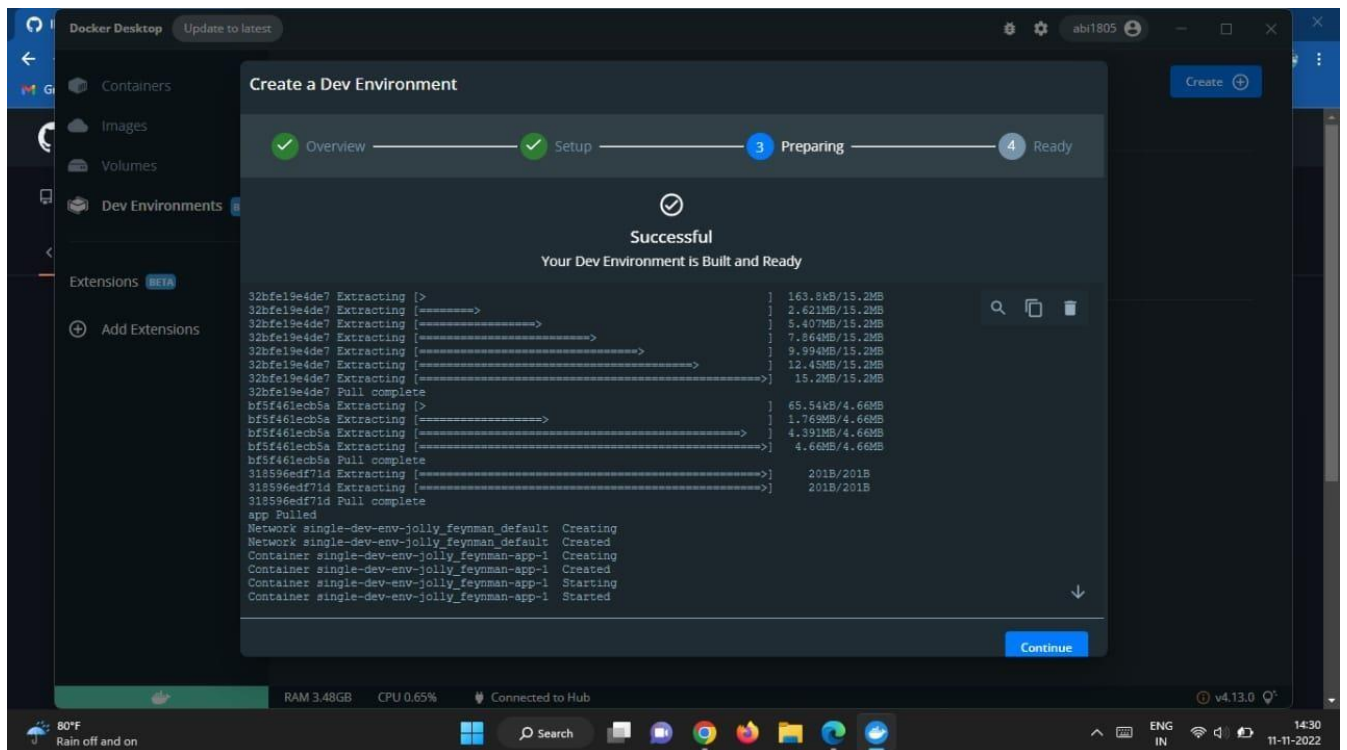 Docker Desktop Update to latest abi1805
G
Containers
Images
Volumes
Dev Environments
Extensions BETA
Add Extensions
Create a Dev Environment
Create
Overview Setup 3 Preparing 4 Ready
Successful
Your Dev Environment is Built and Ready
32bfe19e4de7 Extracting [> ] 163.8kB/15.2MB
32bfe19e4de7 Extracting [========> ] 2.621MB/15.2MB
32bfe19e4de7 Extracting [=================> ] 5.407MB/15.2MB
32bfe19e4de7 Extracting [=========================> ] 7.864MB/15.2MB
32bfe19e4de7 Extracting [================================> ] 9.994MB/15.2MB
32bfe19e4de7 Extracting [========================================> ] 12.45MB/15.2MB
32bfe19e4de7 Extracting [==================================================>] 15.2MB/15.2MB
32bfe19e4de7 Pull complete
bf5f461ecb5a Extracting [> ] 65.54kB/4.66MB
bf5f461ecb5a Extracting [==================> ] 1.769MB/4.66MB
bf5f461ecb5a Extracting [===============================================> ] 4.391MB/4.66MB
bf5f461ecb5a Extracting [==================================================>] 4.66MB/4.66MB
bf5f461ecb5a Pull complete
318596edf71d Extracting [==================================================>] 201B/201B
318596edf71d Extracting [==================================================>] 201B/201B
318596edf71d Pull complete
app Pulled
Network single-dev-env-jolly_feynman_default Creating
Network single-dev-env-jolly_feynman_default Created
Container single-dev-env-jolly_feynman-app-1 Creating
Container single-dev-env-jolly_feynman-app-1 Created
Container single-dev-env-jolly_feynman-app-1 Starting
Container single-dev-env-jolly_feynman-app-1 Started
Continue
RAM 3.48GB CPU 0.65% Connected to Hub v4.13.0
80°F
Rain off and on
Search
ENG
IN
14:30
11-11-2022